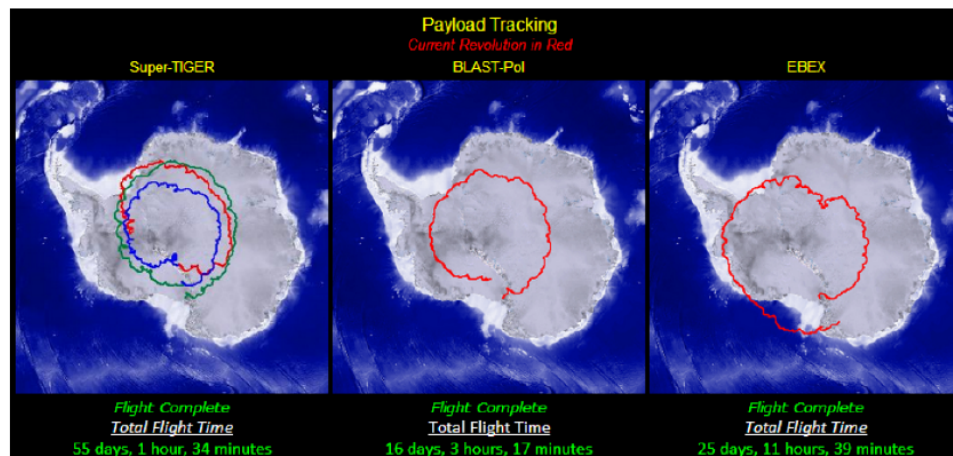 Payload Tracking
Current Revolution in Red
Super-TIGER
BLAST-Pol
EBEX
Flight Complete
Total Flight Time
55 days, 1 hour, 34 minutes
Flight Complete
Total Flight Time
16 days, 3 hours, 17 minutes
Flight Complete
Total Flight Time
25 days, 11 hours, 39 minutes